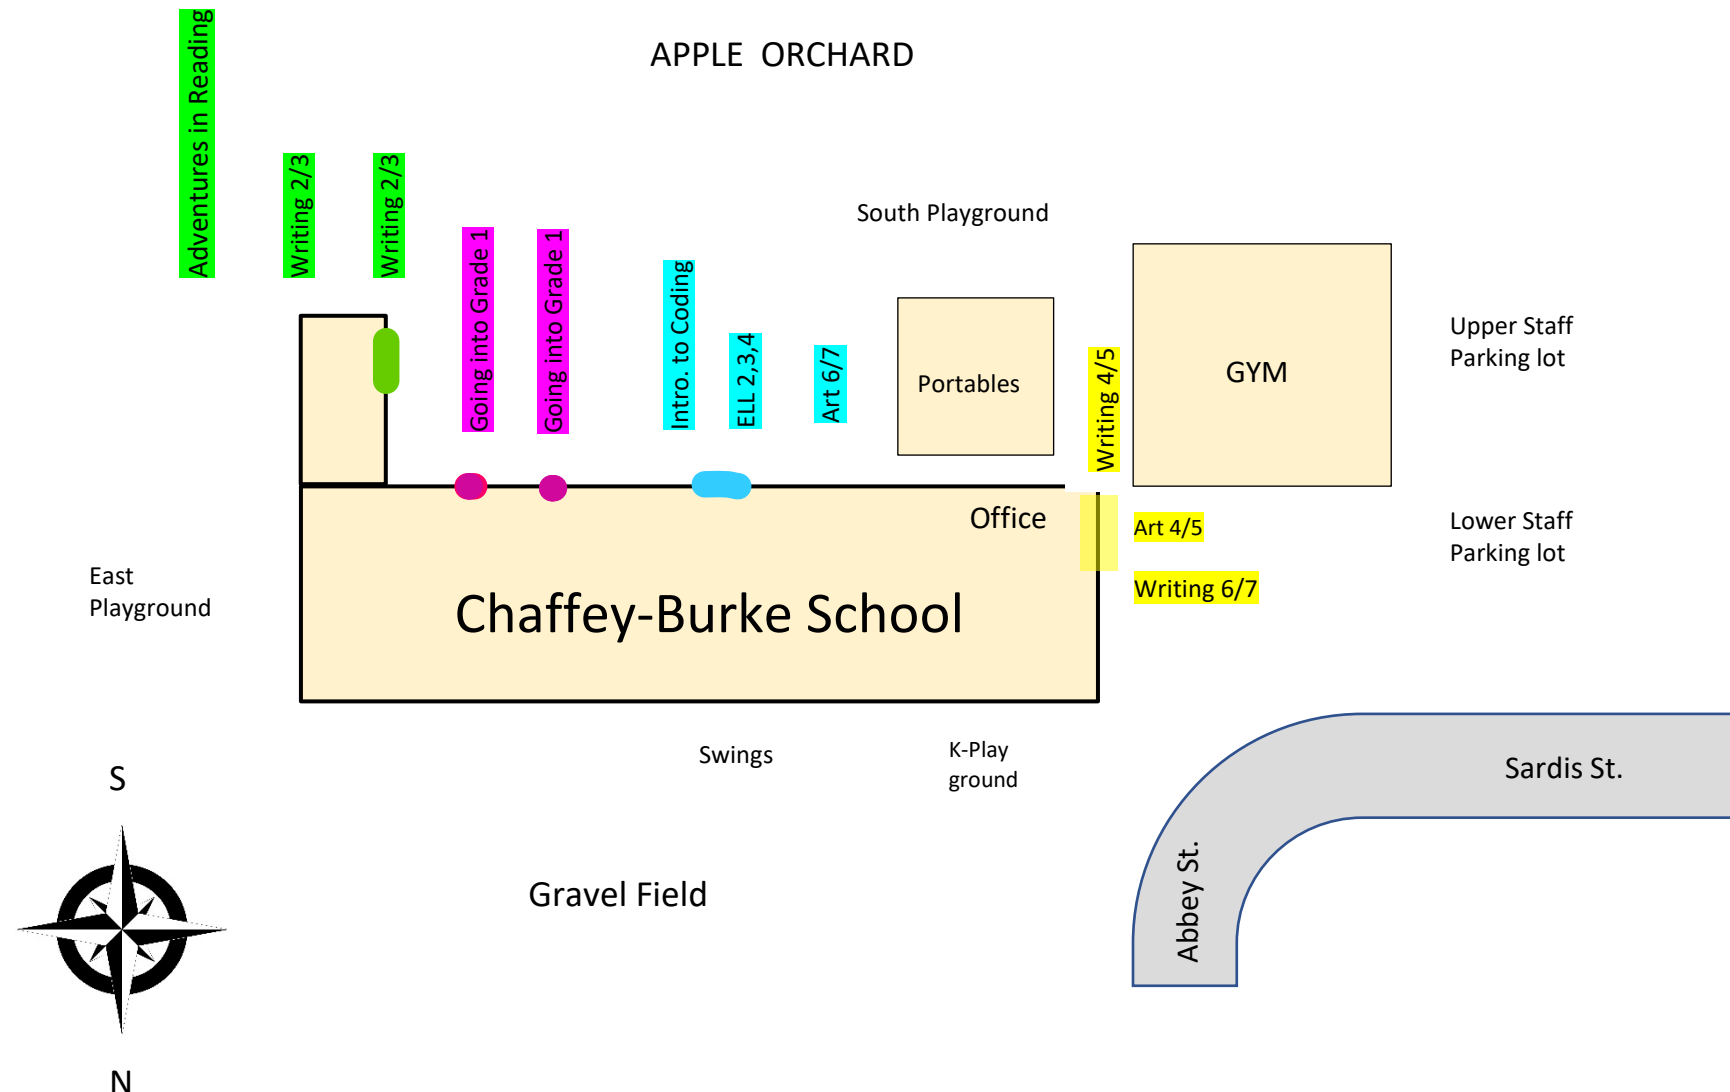 APPLE ORCHARD
Adventures in Reading
Writing 2/3
Writing 2/3
Going into Grade 1
Going into Grade 1
Intro. to Coding
ELL 2,3,4
Art 6/7
South Playground
Portables
Writing 4/5
GYM
Upper Staff
Parking lot
Office
Art 4/5
Writing 6/7
Lower Staff
Parking lot
East
Playground
Chaffey-Burke School
Swings
K-Play
ground
Sardis St.
Abbey St.
Gravel Field
S
N